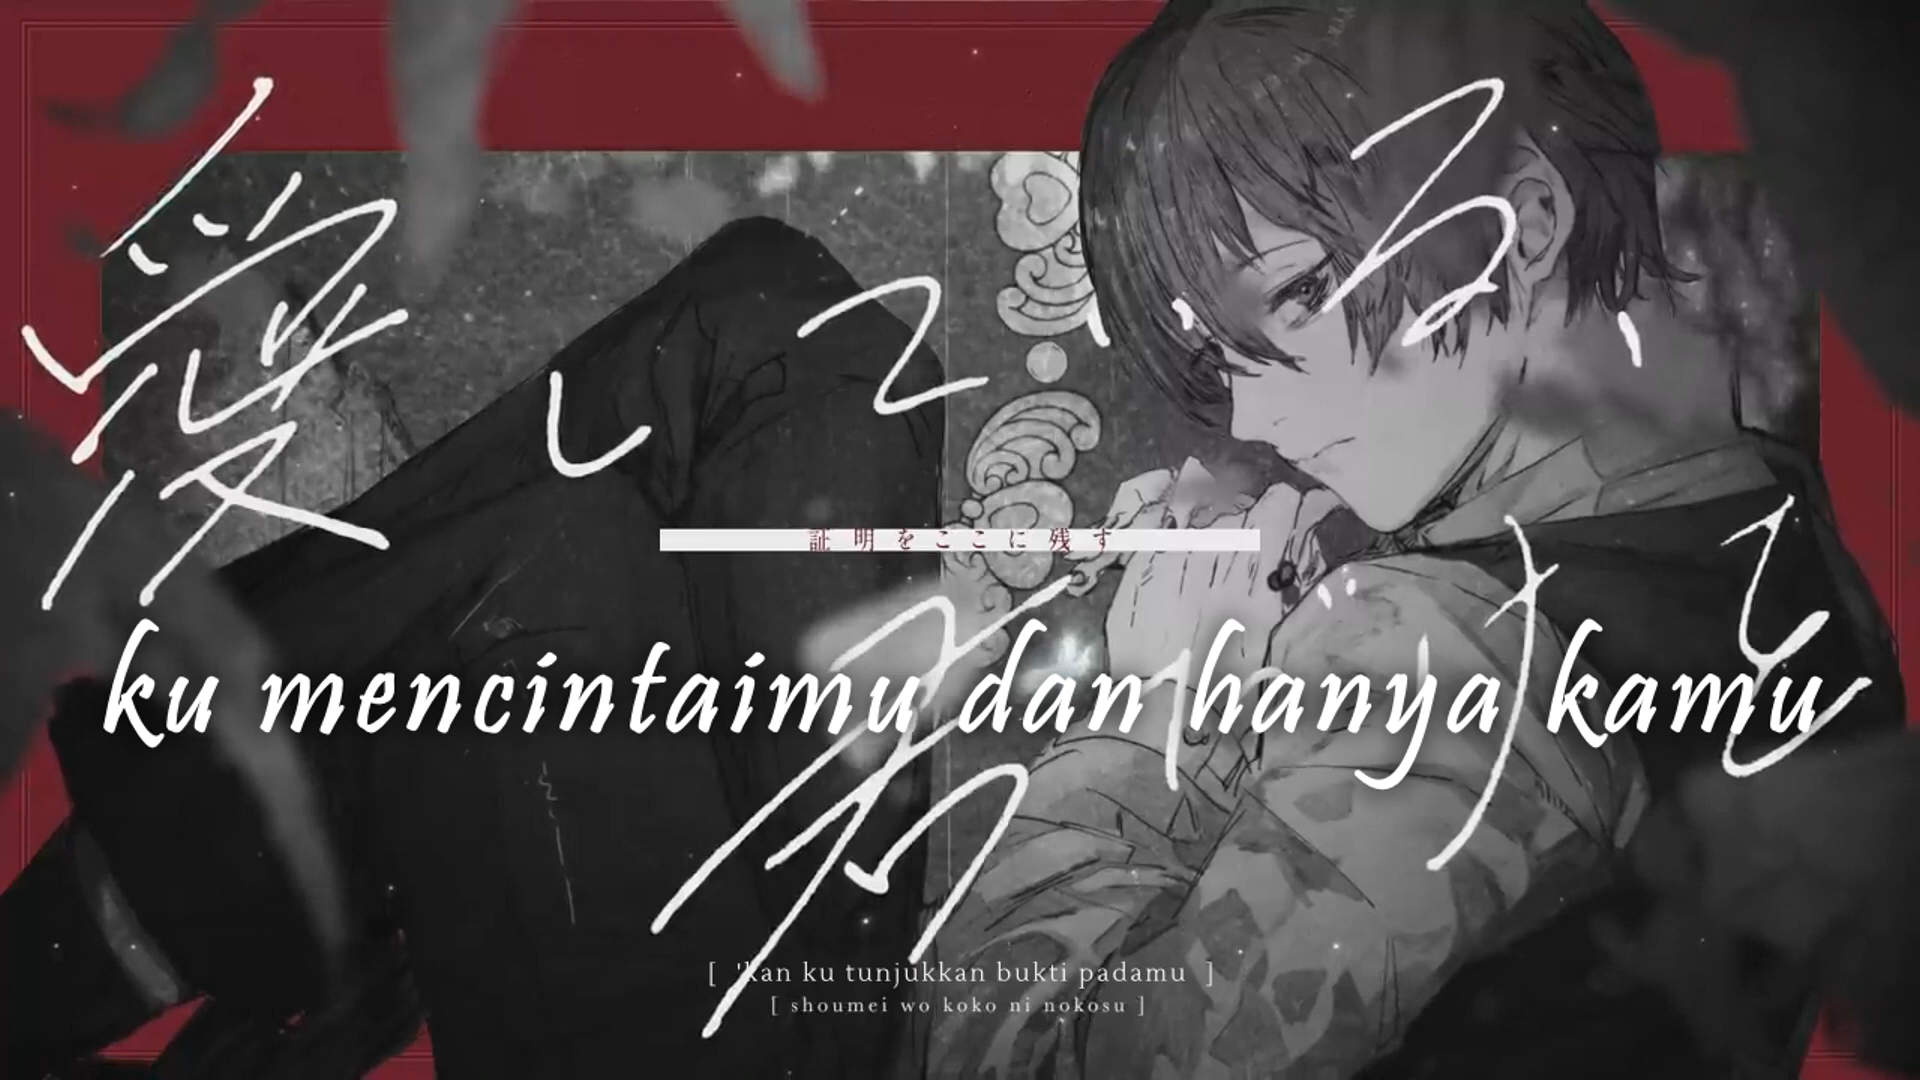 愛している、
証明をここに残す
ku mencintaimu dan hanya kamu
[ 'kan ku tunjukkan bukti padamu ]
[ shoumei wo koko ni nokosu ]